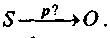 S —p?→ O.